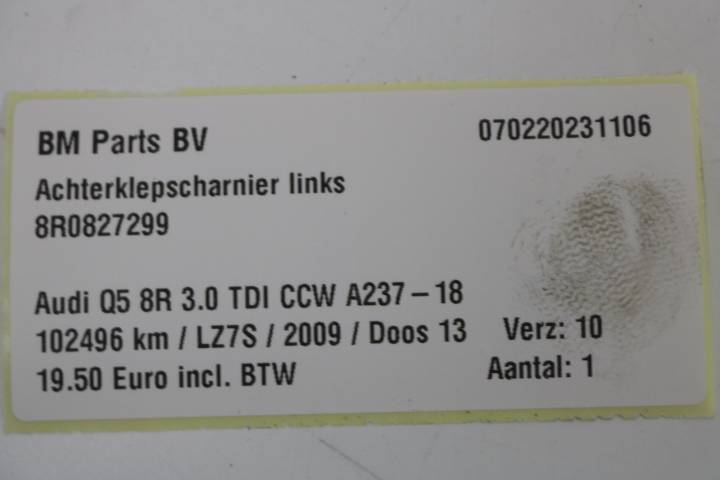 BM Parts BV 070220231106
Achterklepscharnier links
8R0827299
Audi Q5 8R 3.0 TDI CCW A237-18
102496 km / LZ7S / 2009 / Doos 13 Verz: 10
19.50 Euro incl. BTW Aantal: 1